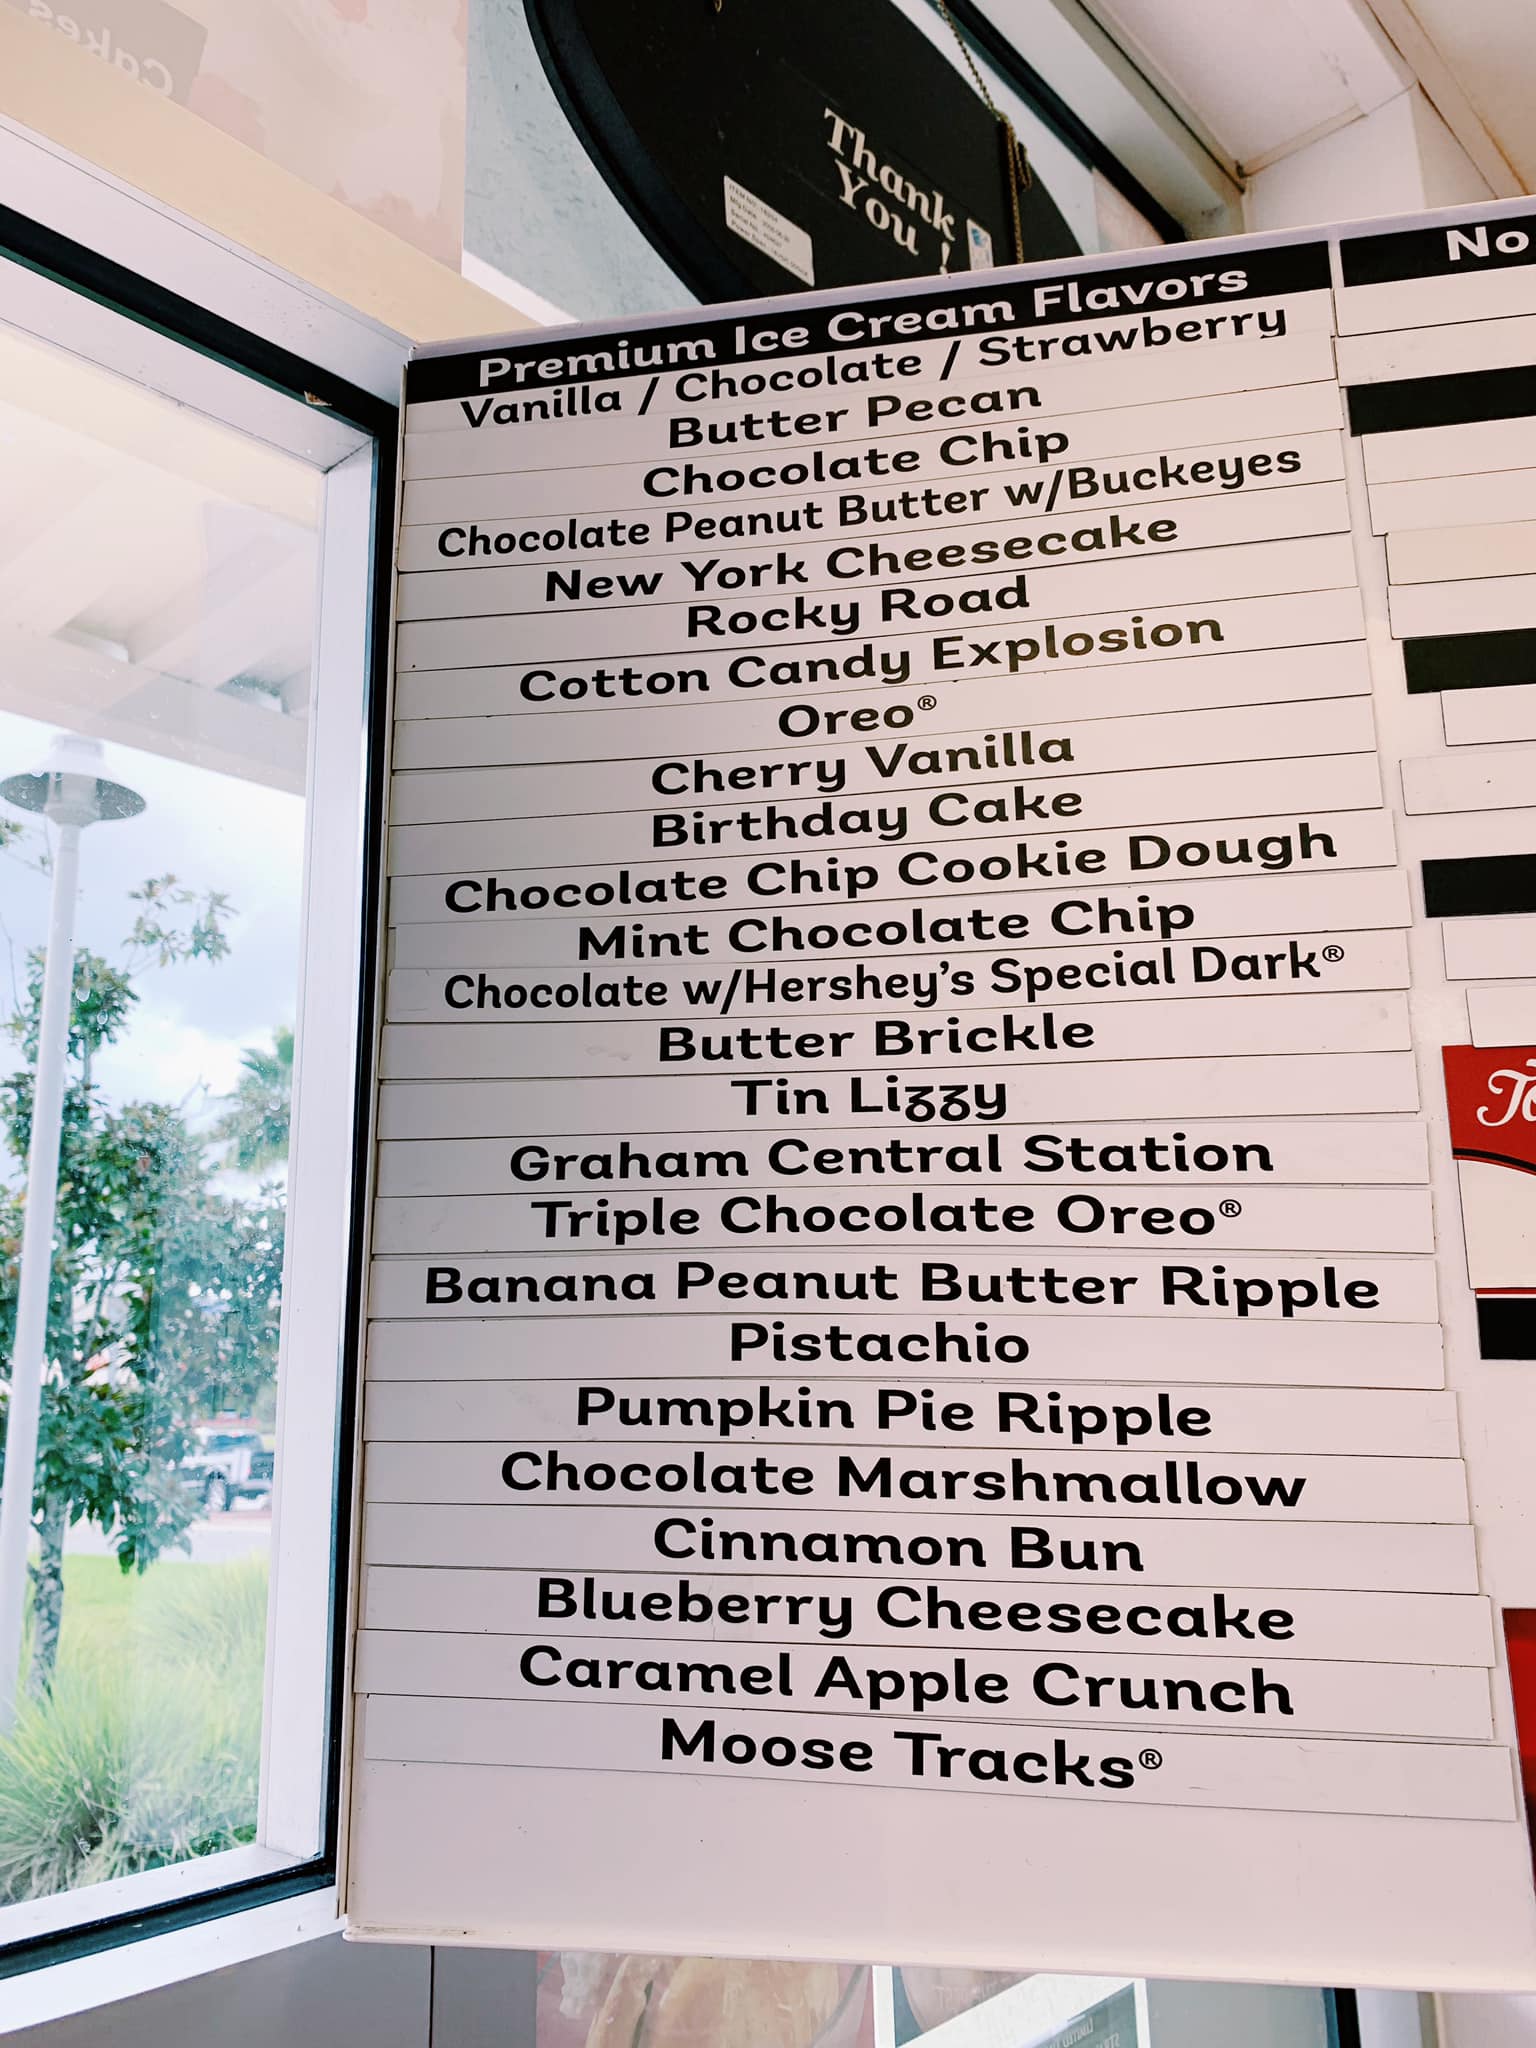 Cakes
Thank
You!
Premium Ice Cream Flavors
No
Vanilla / Chocolate / Strawberry
Butter Pecan
Chocolate Chip
Chocolate Peanut Butter w/Buckeyes
New York Cheesecake
Rocky Road
Cotton Candy Explosion
Oreo®
Cherry Vanilla
Birthday Cake
Chocolate Chip Cookie Dough
Mint Chocolate Chip
Chocolate w/Hershey's Special Dark®
Butter Brickle
Tin Lizzy
Graham Central Station
Triple Chocolate Oreo®
Banana Peanut Butter Ripple
Pistachio
Pumpkin Pie Ripple
Chocolate Marshmallow
Cinnamon Bun
Blueberry Cheesecake
Caramel Apple Crunch
Moose Tracks®